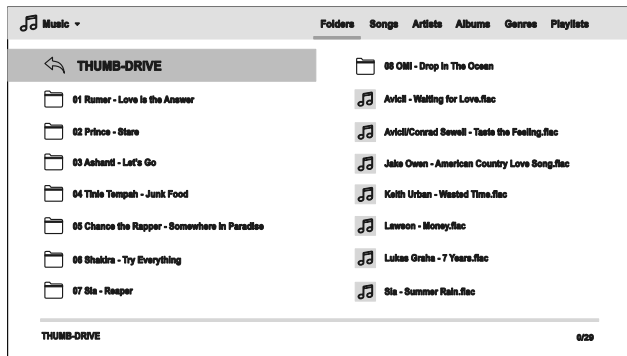 Music
Folders Songs Artists Albums Genres Playlists
THUMB-DRIVE
01 Rumer - Love is the Answer
02 Prince - Stare
03 Ashanti - Let's Go
04 Tinie Tempah - Junk Food
05 Chance the Rapper - Somewhere in Paradise
06 Shakira - Try Everything
07 Sia - Reaper
08 OMI - Drop In The Ocean
Avicii - Waiting for Love.flac
Avicii/Conrad Sewell - Taste the Feeling.flac
Jake Owen - American Country Love Song.flac
Keith Urban - Wasted Time.flac
Lawson - Money.flac
Lukas Graha - 7 Years.flac
Sia - Summer Rain.flac
THUMB-DRIVE
0/29